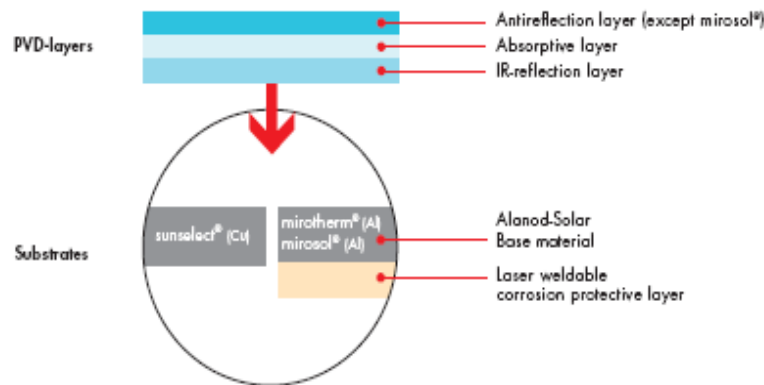 PVD-layers
Antireflection layer (except mirosol®)
Absorptive layer
IR-reflection layer
Substrates
sunselect® (Cu)
mirotherm® (Al)
mirosol® (Al)
Alanod-Solar
Base material
Laser weldable
corrosion protective layer